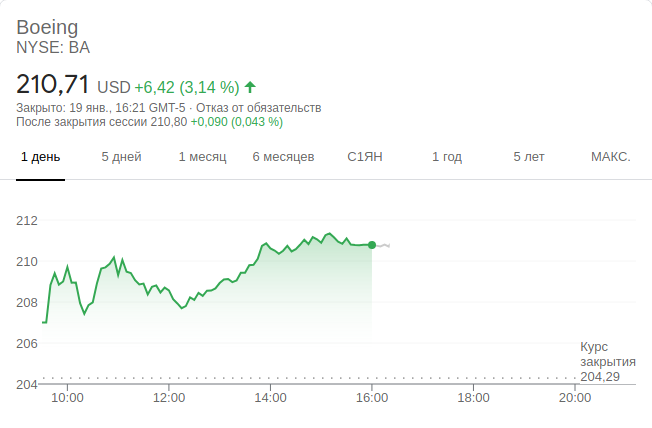 Boeing
NYSE: BA
210,71 USD +6,42 (3,14 %)
Закрыто: 19 янв., 16:21 GMT-5 · Отказ от обязательств
После закрытия сессии 210,80 +0,090 (0,043 %)
1 день 5 дней 1 месяц 6 месяцев С1ЯН 1 год 5 лет МАКС.
212
210
208
206
Курс
закрытия
204,29
204
10:00 12:00 14:00 16:00 18:00 20:00